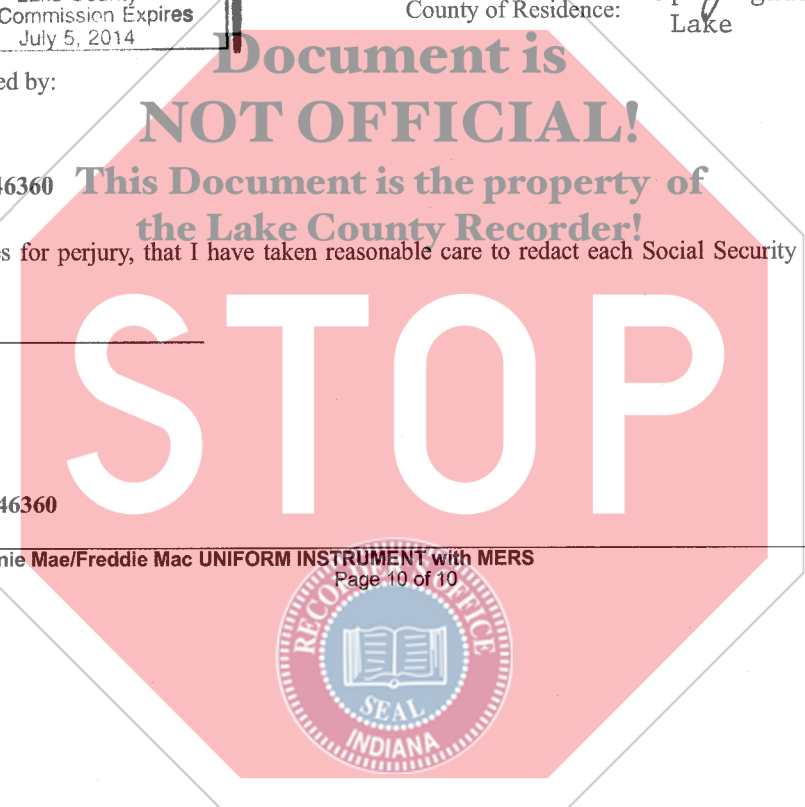 Commission Expires
July 5, 2014
County of Residence:
Lake
Document is
ed by:
NOT OFFICIAL!
46360
This Document is the property of
the Lake County Recorder!
s for perjury, that I have taken reasonable care to redact each Social Security
STOP
46360
nie Mae/Freddie Mac UNIFORM INSTRUMENT with MERS
Page 10 of 10
RECORDER'S OFFICE
SEAL
INDIANA